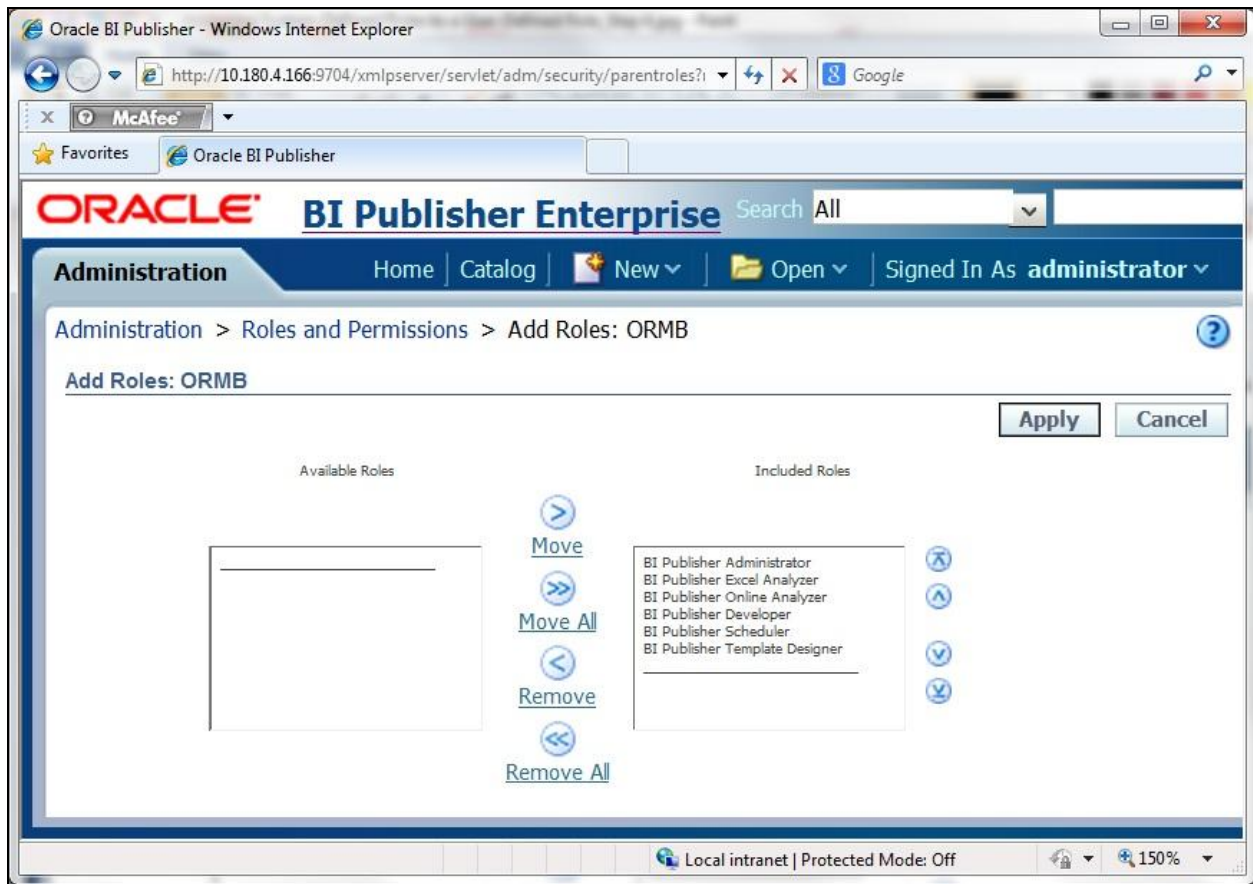 Oracle BI Publisher - Windows Internet Explorer
http://10.180.4.166:9704/xmlpserver/servlet/adm/security/parentroles?
Google
x McAfee
Favorites Oracle BI Publisher
ORACLE BI Publisher Enterprise Search All
Administration Home Catalog New Open Signed In As administrator
Administration > Roles and Permissions > Add Roles: ORMB
Add Roles: ORMB
Apply Cancel
Available Roles Included Roles
Move
Move All
Remove
Remove All
BI Publisher Administrator
BI Publisher Excel Analyzer
BI Publisher Online Analyzer
BI Publisher Developer
BI Publisher Scheduler
BI Publisher Template Designer
Local intranet | Protected Mode: Off 150%